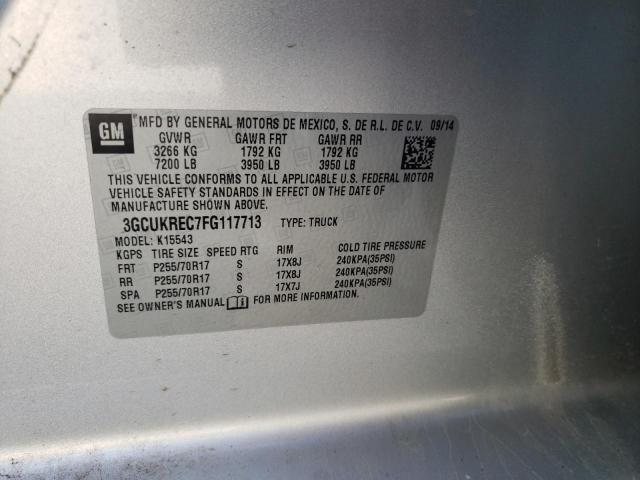 GM
MFD BY GENERAL MOTORS DE MEXICO, S. DE R.L. DE C.V. 09/14
GVWR GAWR FRT GAWR RR
3266 KG 1792 KG 1792 KG
7200 LB 3950 LB 3950 LB
THIS VEHICLE CONFORMS TO ALL APPLICABLE U.S. FEDERAL MOTOR
VEHICLE SAFETY STANDARDS IN EFFECT ON THE DATE OF
MANUFACTURE SHOWN ABOVE.
3GCUKREC7FG117713 TYPE: TRUCK
MODEL: K15543
KGPS TIRE SIZE SPEED RTG RIM COLD TIRE PRESSURE
FRT P255/70R17 S 17X8J 240KPA(35PSI)
RR P255/70R17 S 17X8J 240KPA(35PSI)
SPA P255/70R17 S 17X7J 240KPA(35PSI)
SEE OWNER'S MANUAL FOR MORE INFORMATION.